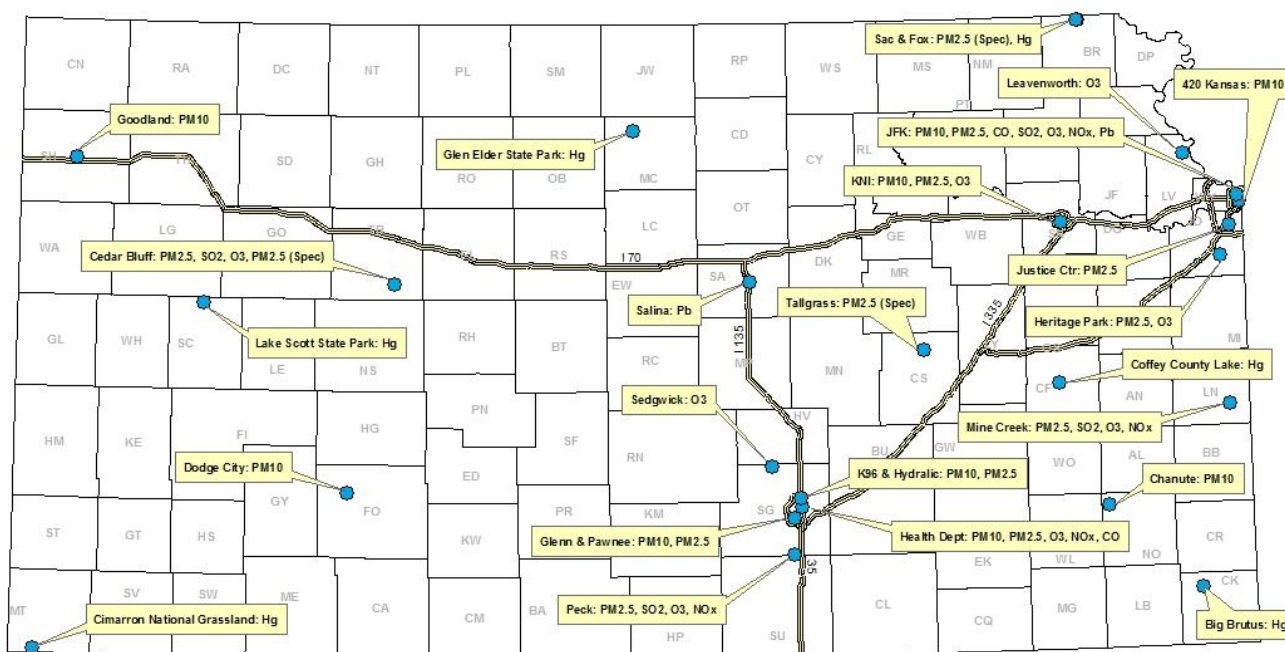 Sac & Fox: PM2.5 (Spec), Hg
BR
DP
CN
RA
DC
NT
PL
SM
JW
RP
WS
MS
NM
PT
Leavenworth: O3
420 Kansas: PM10
Goodland: PM10
JFK: PM10, PM2.5, CO, SO2, O3, NOx, Pb
CD
Glen Elder State Park: Hg
SH
TH
SD
GH
RO
OB
MC
CY
RL
KNI: PM10, PM2.5, O3
JF
LV
JO
OT
LC
WA
LG
GO
RS
I 70
SA
DK
GE
WB
DG
Cedar Bluff: PM2.5, SO2, O3, PM2.5 (Spec)
EW
MR
Justice Ctr: PM2.5
Salina: Pb
Tallgrass: PM2.5 (Spec)
I 335
I 135
Heritage Park: PM2.5, O3
GL
WH
SC
Lake Scott State Park: Hg
RH
BT
RC
MI
LE
NS
MN
CS
Coffey County Lake: Hg
CF
AN
LN
Sedgwick: O3
HV
Mine Creek: PM2.5, SO2, O3, NOx
HM
KE
FI
HG
PN
SF
RN
BU
GW
WO
AL
BB
Dodge City: PM10
ED
K96 & Hydralic: PM10, PM2.5
Chanute: PM10
GY
FO
PR
KM
SG
ST
GT
HS
KW
Glenn & Pawnee: PM10, PM2.5
Health Dept: PM10, PM2.5, O3, NOx, CO
EK
WL
NO
CR
35
MT
SV
SW
ME
CA
CM
BA
Peck: PM2.5, SO2, O3, NOx
CL
CQ
MG
LB
CK
Cimarron National Grassland: Hg
HP
SU
Big Brutus: Hg